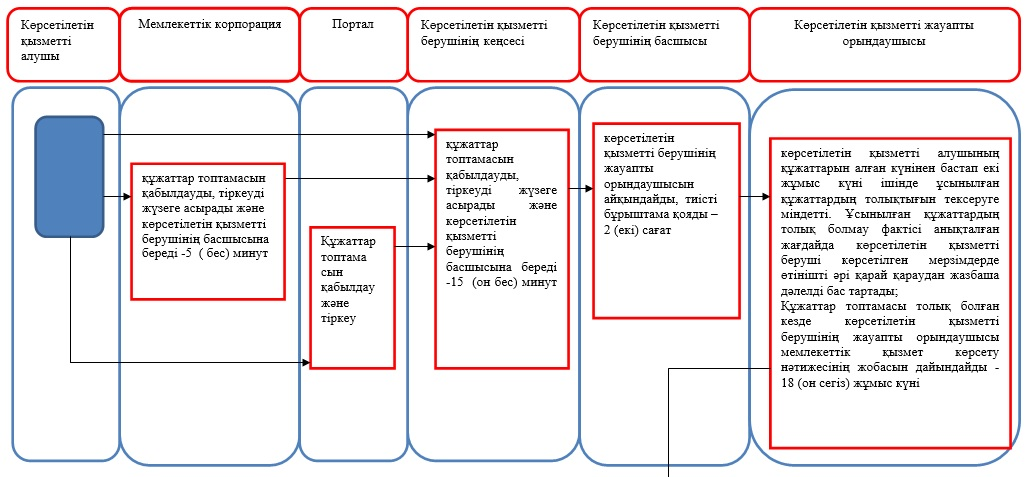 Көрсетілетін
қызметті
алушы
Мемлекеттік корпорация
Портал
Көрсетілетін қызметті
берушінің кеңсесі
Көрсетілетін қызметті
берушінің басшысы
Көрсетілетін қызметті жауапты
орындаушысы
құжаттар топтамасын
қабылдауды, тіркеуді
жүзеге асырады және
көрсетілетін қызметті
берушінің басшысына
береді -5  ( бес) минут
Құжаттар
топтама
сын
қабылдау
және
тіркеу
құжаттар
топтамасын
қабылдауды,
тіркеуді жүзеге
асырады және
көрсетілетін
қызметті
берушінің
басшысына береді
-15  (он бес) минут
көрсетілетін
қызметті берушінің
жауапты
орындаушысын
айқындайды, тиісті
бұрыштама қояды –
2 (екі) сағат
көрсетілетін қызметті алушының
құжаттарын алған күнінен бастап екі
жұмыс күні ішінде ұсынылған
құжаттардың толықтығын тексеруге
міндетті. Ұсынылған құжаттардың
толық болмау фактісі анықталған
жағдайда көрсетілетін қызметті
беруші көрсетілген мерзімдерде
өтінішті әрі қарай қараудан жазбаша
дәлелді бас тартады;
Құжаттар топтамасы толық болған
кезде көрсетілетін қызметті
берушінің жауапты орындаушысы
мемлекеттік қызмет көрсету
нәтижесінің жобасын дайындайды -
18 (он сегіз) жұмыс күні